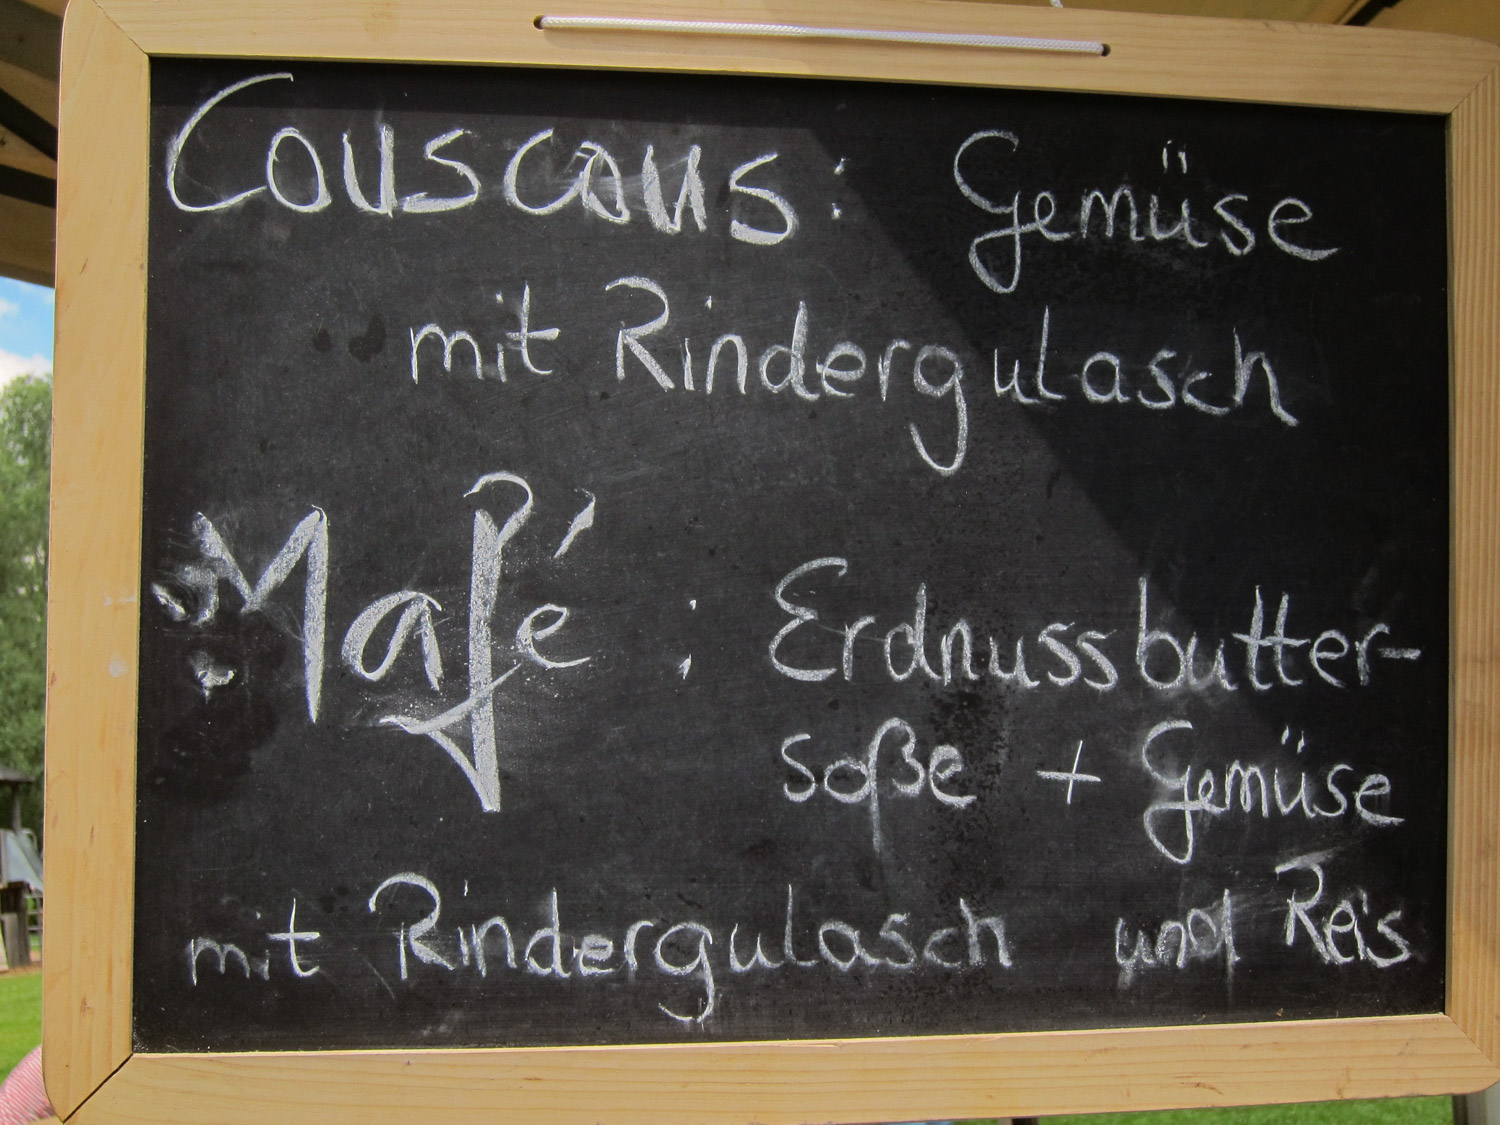 Couscous: Gemüse
mit Rindergulasch
Mafé: Erdnussbutter-
soße + Gemüse
mit Rindergulasch und Reis